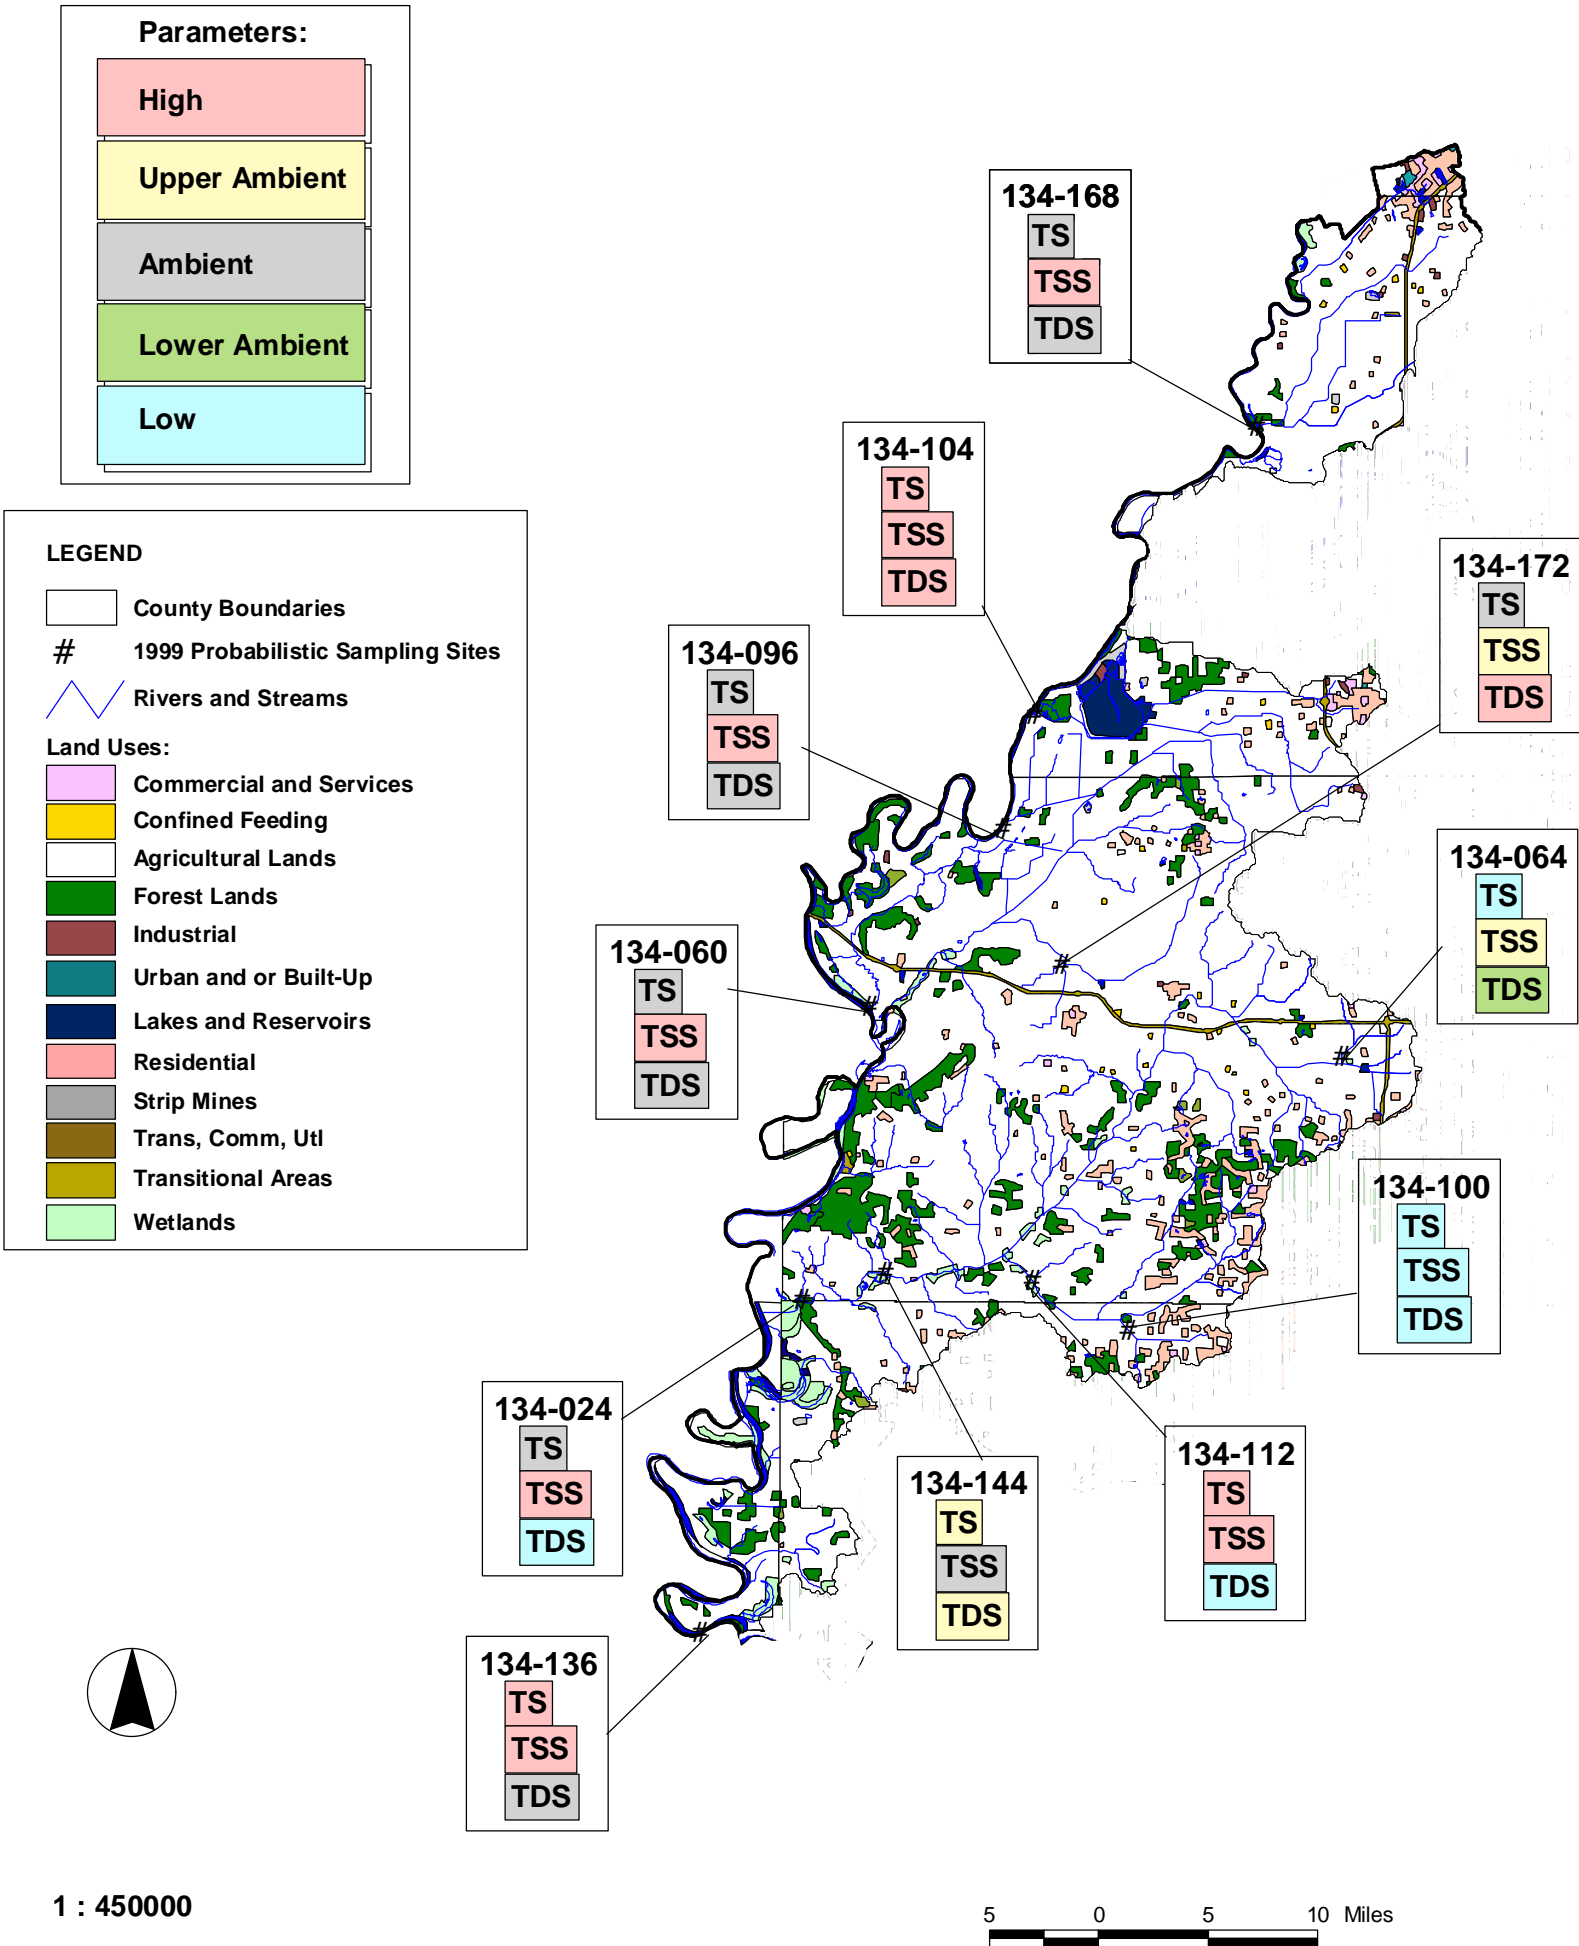 Parameters:
High
Upper Ambient
Ambient
Lower Ambient
Low
LEGEND
County Boundaries
# 1999 Probabilistic Sampling Sites
Rivers and Streams
Land Uses:
Commercial and Services
Confined Feeding
Agricultural Lands
Forest Lands
Industrial
Urban and or Built-Up
Lakes and Reservoirs
Residential
Strip Mines
Trans, Comm, Utl
Transitional Areas
Wetlands
134-168
TS
TSS
TDS
134-104
TS
TSS
TDS
134-172
TS
TSS
TDS
134-096
TS
TSS
TDS
134-064
TS
TSS
TDS
134-060
TS
TSS
TDS
134-100
TS
TSS
TDS
134-024
TS
TSS
TDS
134-112
TS
TSS
TDS
134-144
TS
TSS
TDS
134-136
TS
TSS
TDS
#
#
#
#
#
#
#
#
#
#
#
1 : 450000
5 0 5 10 Miles